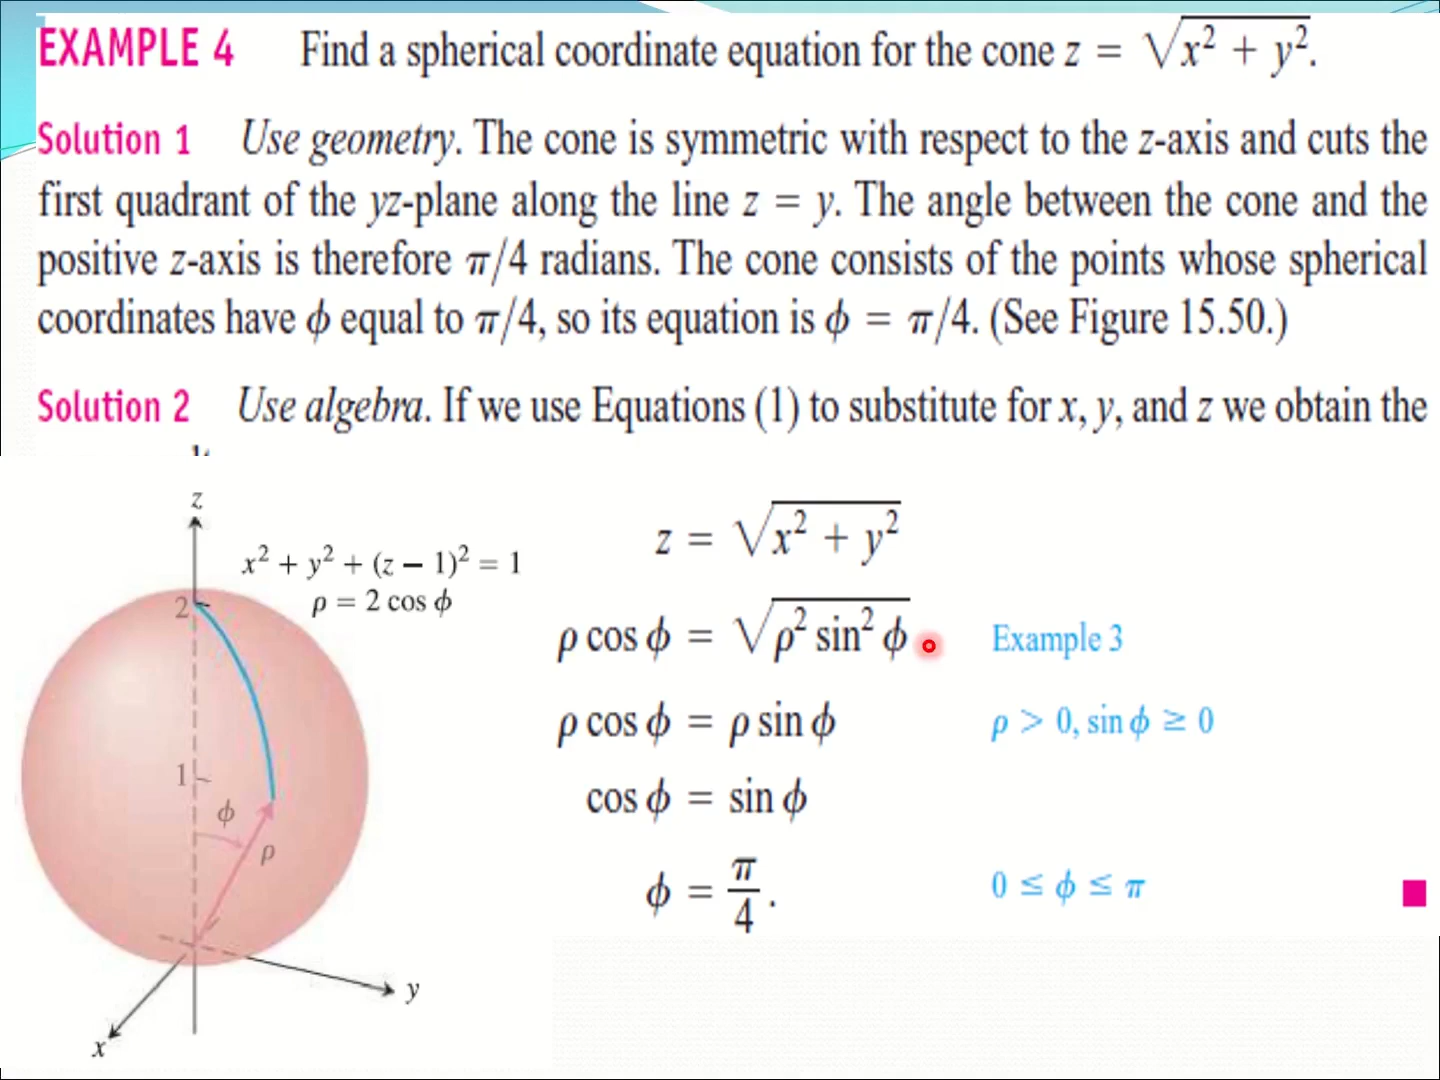 EXAMPLE 4 Find a spherical coordinate equation for the cone z = √(x² + y²).
Solution 1 Use geometry. The cone is symmetric with respect to the z-axis and cuts the
first quadrant of the yz-plane along the line z = y. The angle between the cone and the
positive z-axis is therefore π/4 radians. The cone consists of the points whose spherical
coordinates have ϕ equal to π/4, so its equation is ϕ = π/4. (See Figure 15.50.)
Solution 2 Use algebra. If we use Equations (1) to substitute for x, y, and z we obtain the
z
x² + y² + (z − 1)² = 1
ρ = 2 cos ϕ
2
1
ϕ
ρ
y
x
z = √(x² + y²)
ρ cos ϕ = √(ρ² sin² ϕ) Example 3
ρ cos ϕ = ρ sin ϕ ρ > 0, sin ϕ ≥ 0
cos ϕ = sin ϕ
ϕ = π/4. 0 ≤ ϕ ≤ π